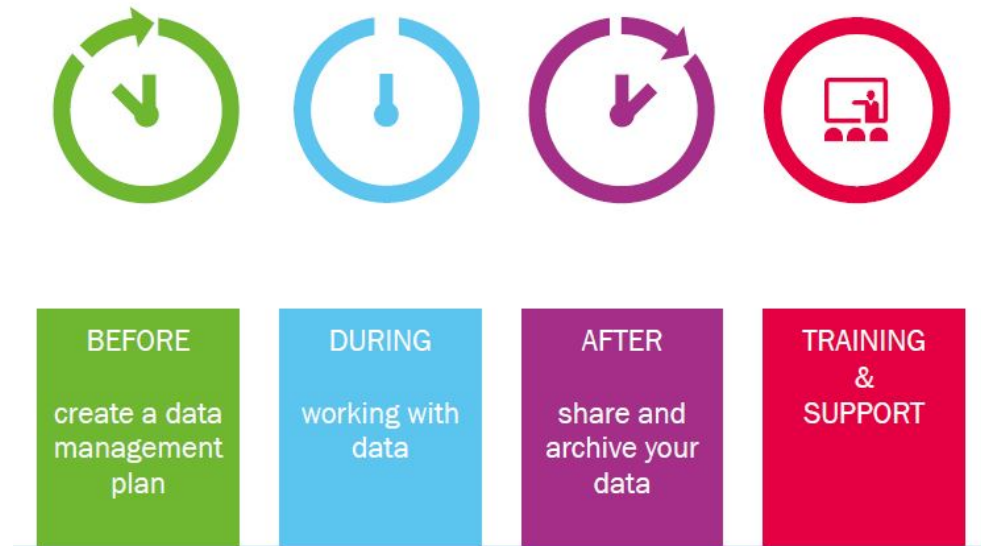 BEFORE
create a data
management
plan
DURING
working with
data
AFTER
share and
archive your
data
TRAINING
&
SUPPORT